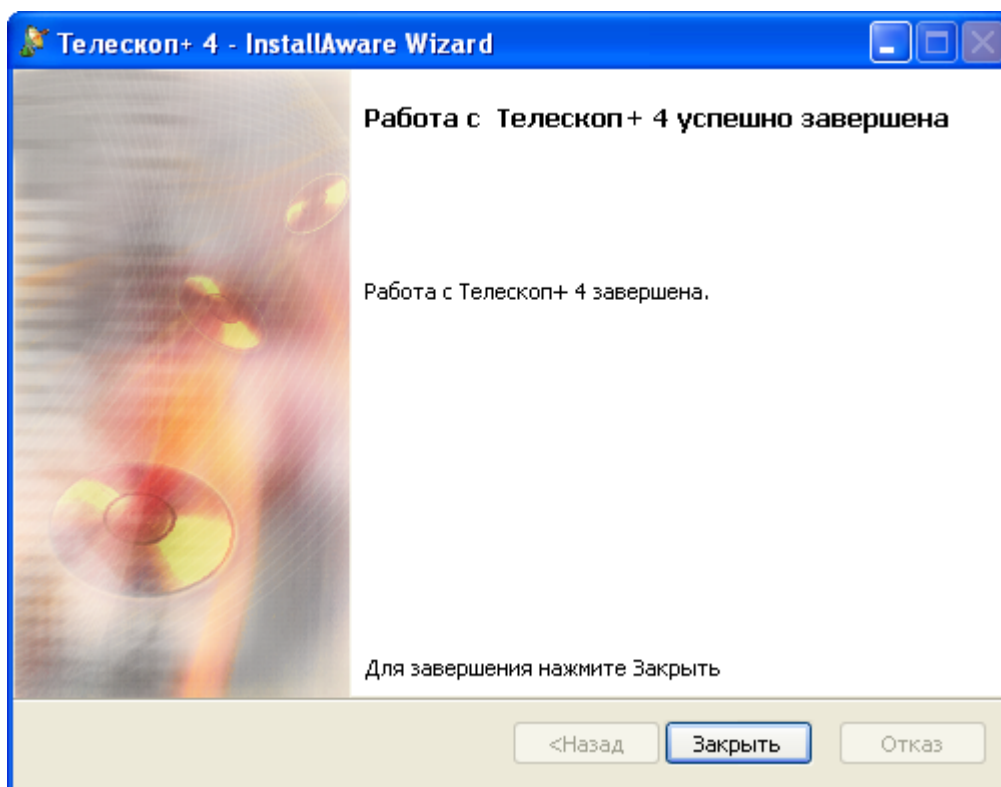 Телескоп+ 4 - InstallAware Wizard
Работа с Телескоп+ 4 успешно завершена
Работа с Телескоп+ 4 завершена.
Для завершения нажмите Закрыть
<Назад Закрыть Отказ